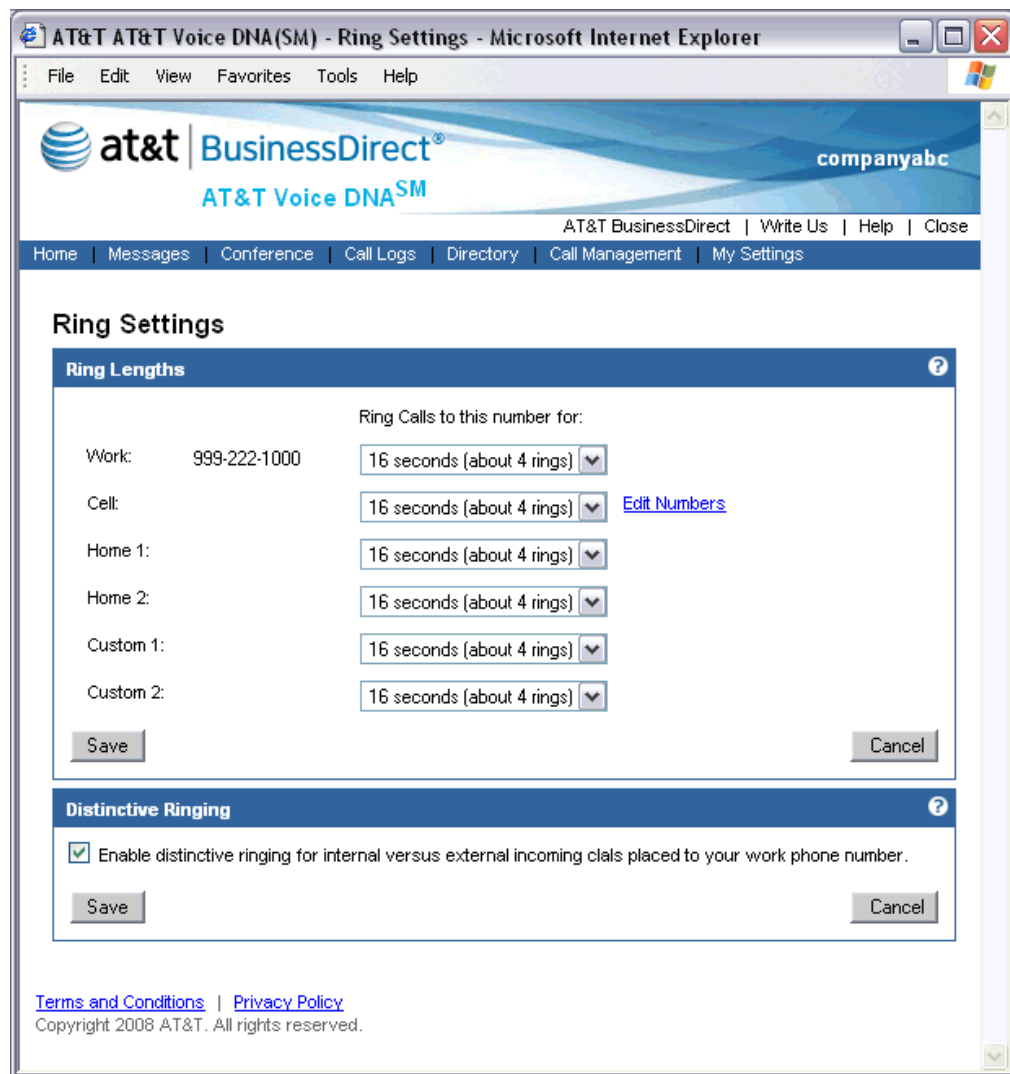 AT&T AT&T Voice DNA(SM) - Ring Settings - Microsoft Internet Explorer
File Edit View Favorites Tools Help
at&t BusinessDirect®
companyabc
AT&T Voice DNA SM
AT&T BusinessDirect | Write Us | Help | Close
Home | Messages | Conference | Call Logs | Directory | Call Management | My Settings
Ring Settings
Ring Lengths ?
Ring Calls to this number for:
Work: 999-222-1000 16 seconds (about 4 rings)
Cell: 16 seconds (about 4 rings) Edit Numbers
Home 1: 16 seconds (about 4 rings)
Home 2: 16 seconds (about 4 rings)
Custom 1: 16 seconds (about 4 rings)
Custom 2: 16 seconds (about 4 rings)
Save Cancel
Distinctive Ringing ?
Enable distinctive ringing for internal versus external incoming clals placed to your work phone number.
Save Cancel
Terms and Conditions | Privacy Policy
Copyright 2008 AT&T. All rights reserved.